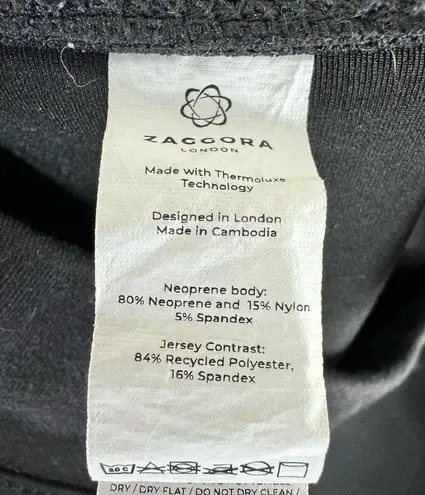 ZAGGORA
LONDON
Made with Thermoluxe
Technology
Designed in London
Made in Cambodia
Neoprene body:
80% Neoprene and 15% Nylon
5% Spandex
Jersey Contrast:
84% Recycled Polyester,
16% Spandex
DRY / DRY FLAT / DO NOT DRY CLEAN /